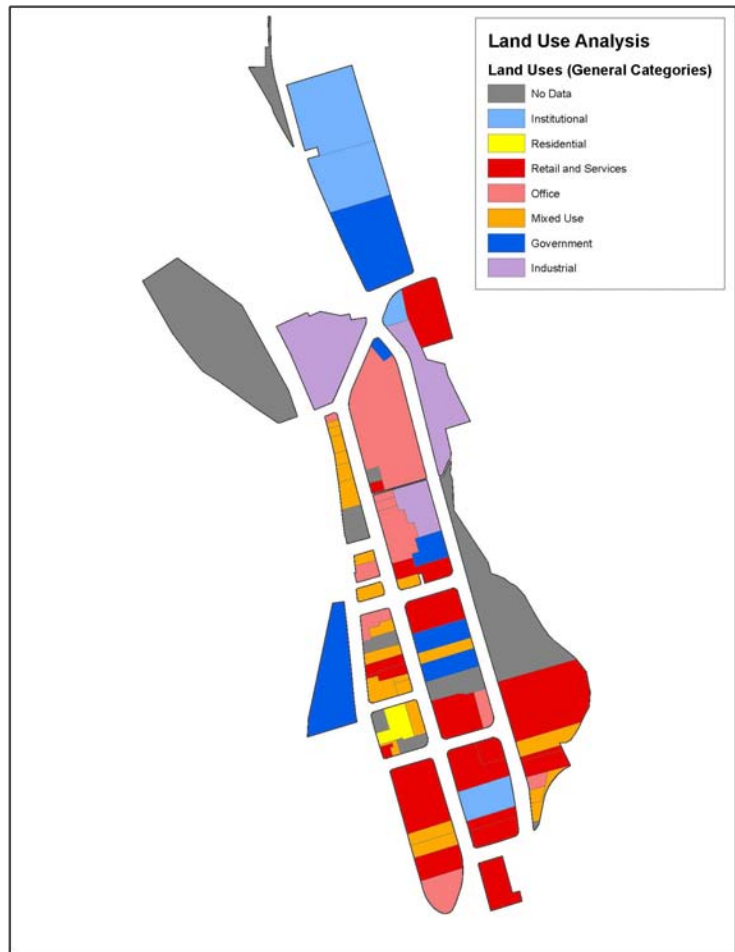 Land Use Analysis
Land Uses (General Categories)
No Data
Institutional
Residential
Retail and Services
Office
Mixed Use
Government
Industrial